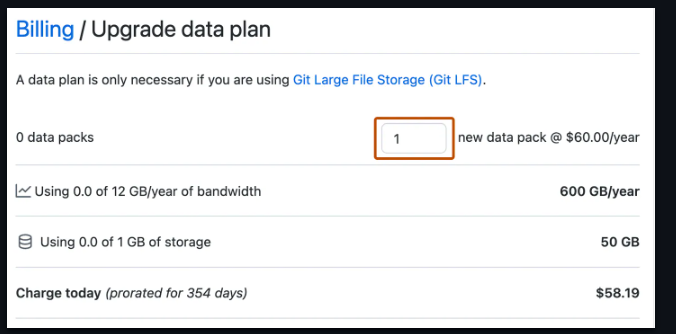 Billing / Upgrade data plan
A data plan is only necessary if you are using Git Large File Storage (Git LFS).
0 data packs 1 new data pack @ $60.00/year
Using 0.0 of 12 GB/year of bandwidth 600 GB/year
Using 0.0 of 1 GB of storage 50 GB
Charge today (prorated for 354 days) $58.19